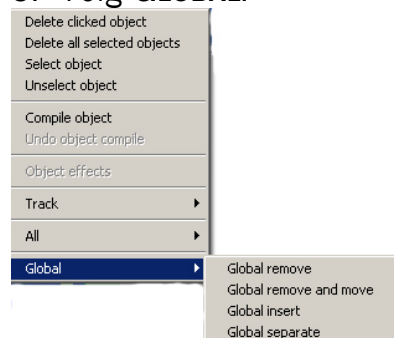 Delete clicked object
Delete all selected objects
Select object
Unselect object
Compile object
Undo object compile
Object effects
Track
All
Global
Global remove
Global remove and move
Global insert
Global separate